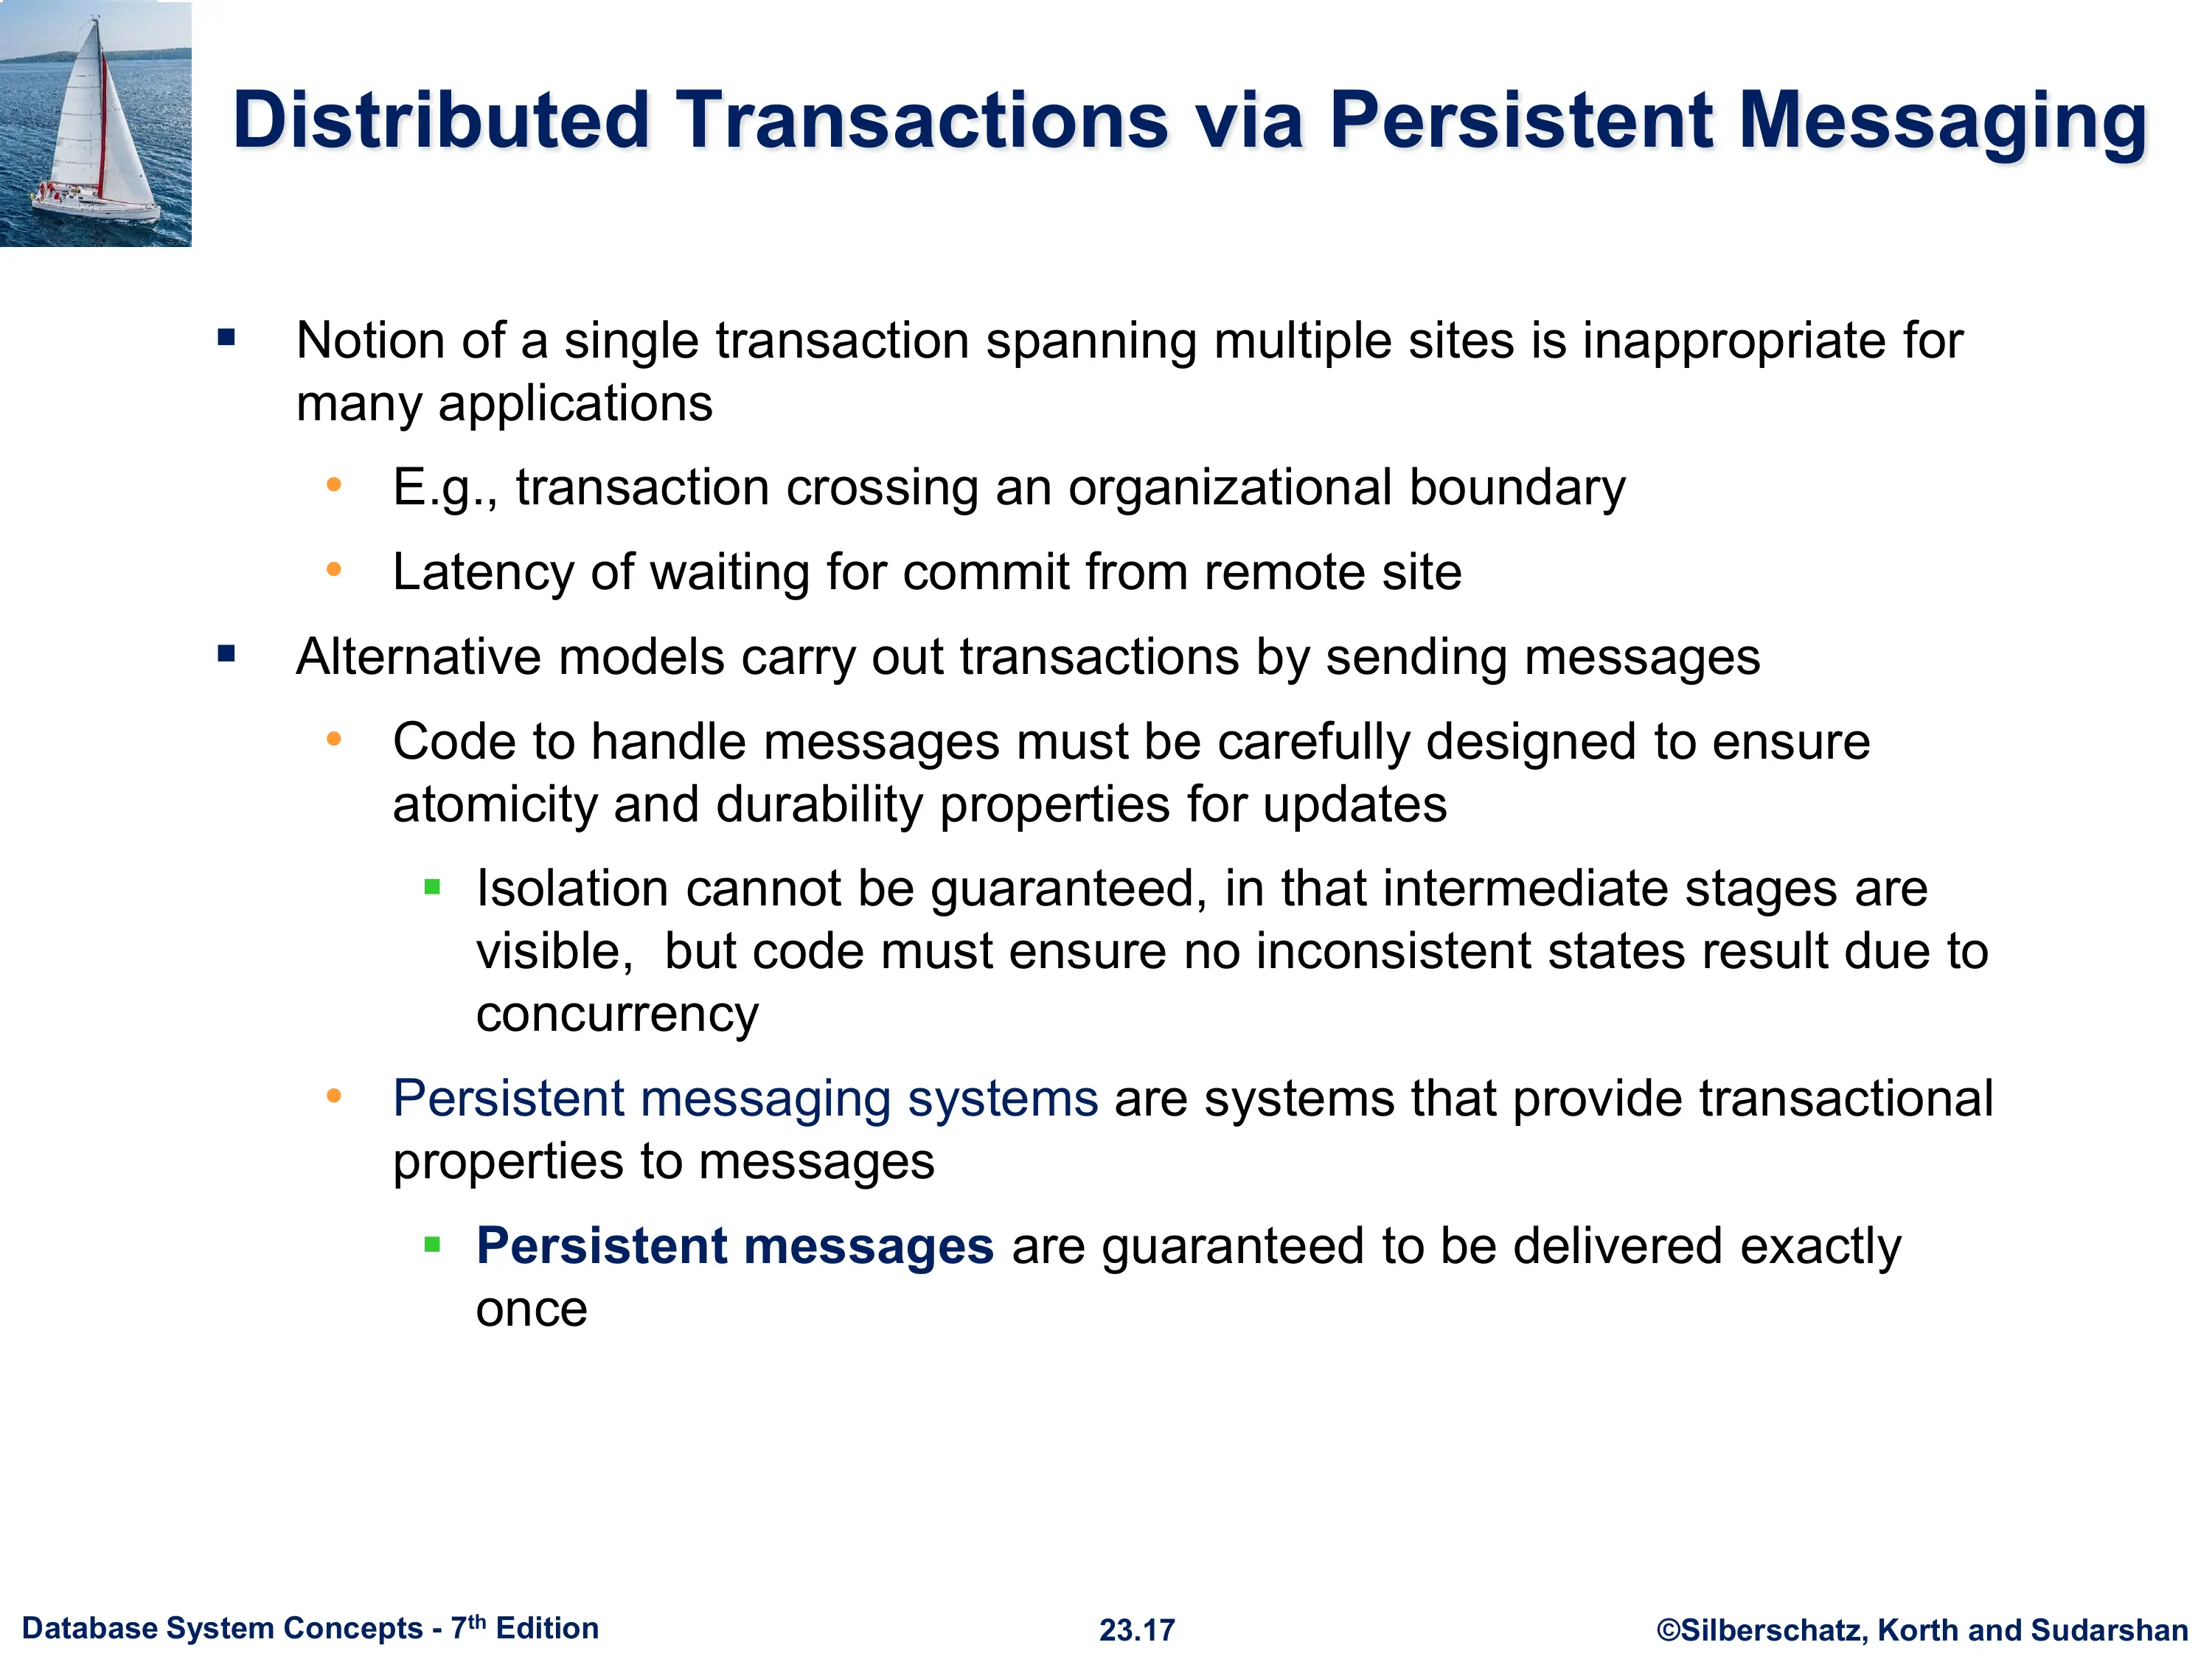 Distributed Transactions via Persistent Messaging
▪ Notion of a single transaction spanning multiple sites is inappropriate for
many applications
• E.g., transaction crossing an organizational boundary
• Latency of waiting for commit from remote site
▪ Alternative models carry out transactions by sending messages
• Code to handle messages must be carefully designed to ensure
atomicity and durability properties for updates
▪ Isolation cannot be guaranteed, in that intermediate stages are
visible,  but code must ensure no inconsistent states result due to
concurrency
• Persistent messaging systems are systems that provide transactional
properties to messages
▪ Persistent messages are guaranteed to be delivered exactly
once
Database System Concepts - 7th Edition
23.17
©Silberschatz, Korth and Sudarshan